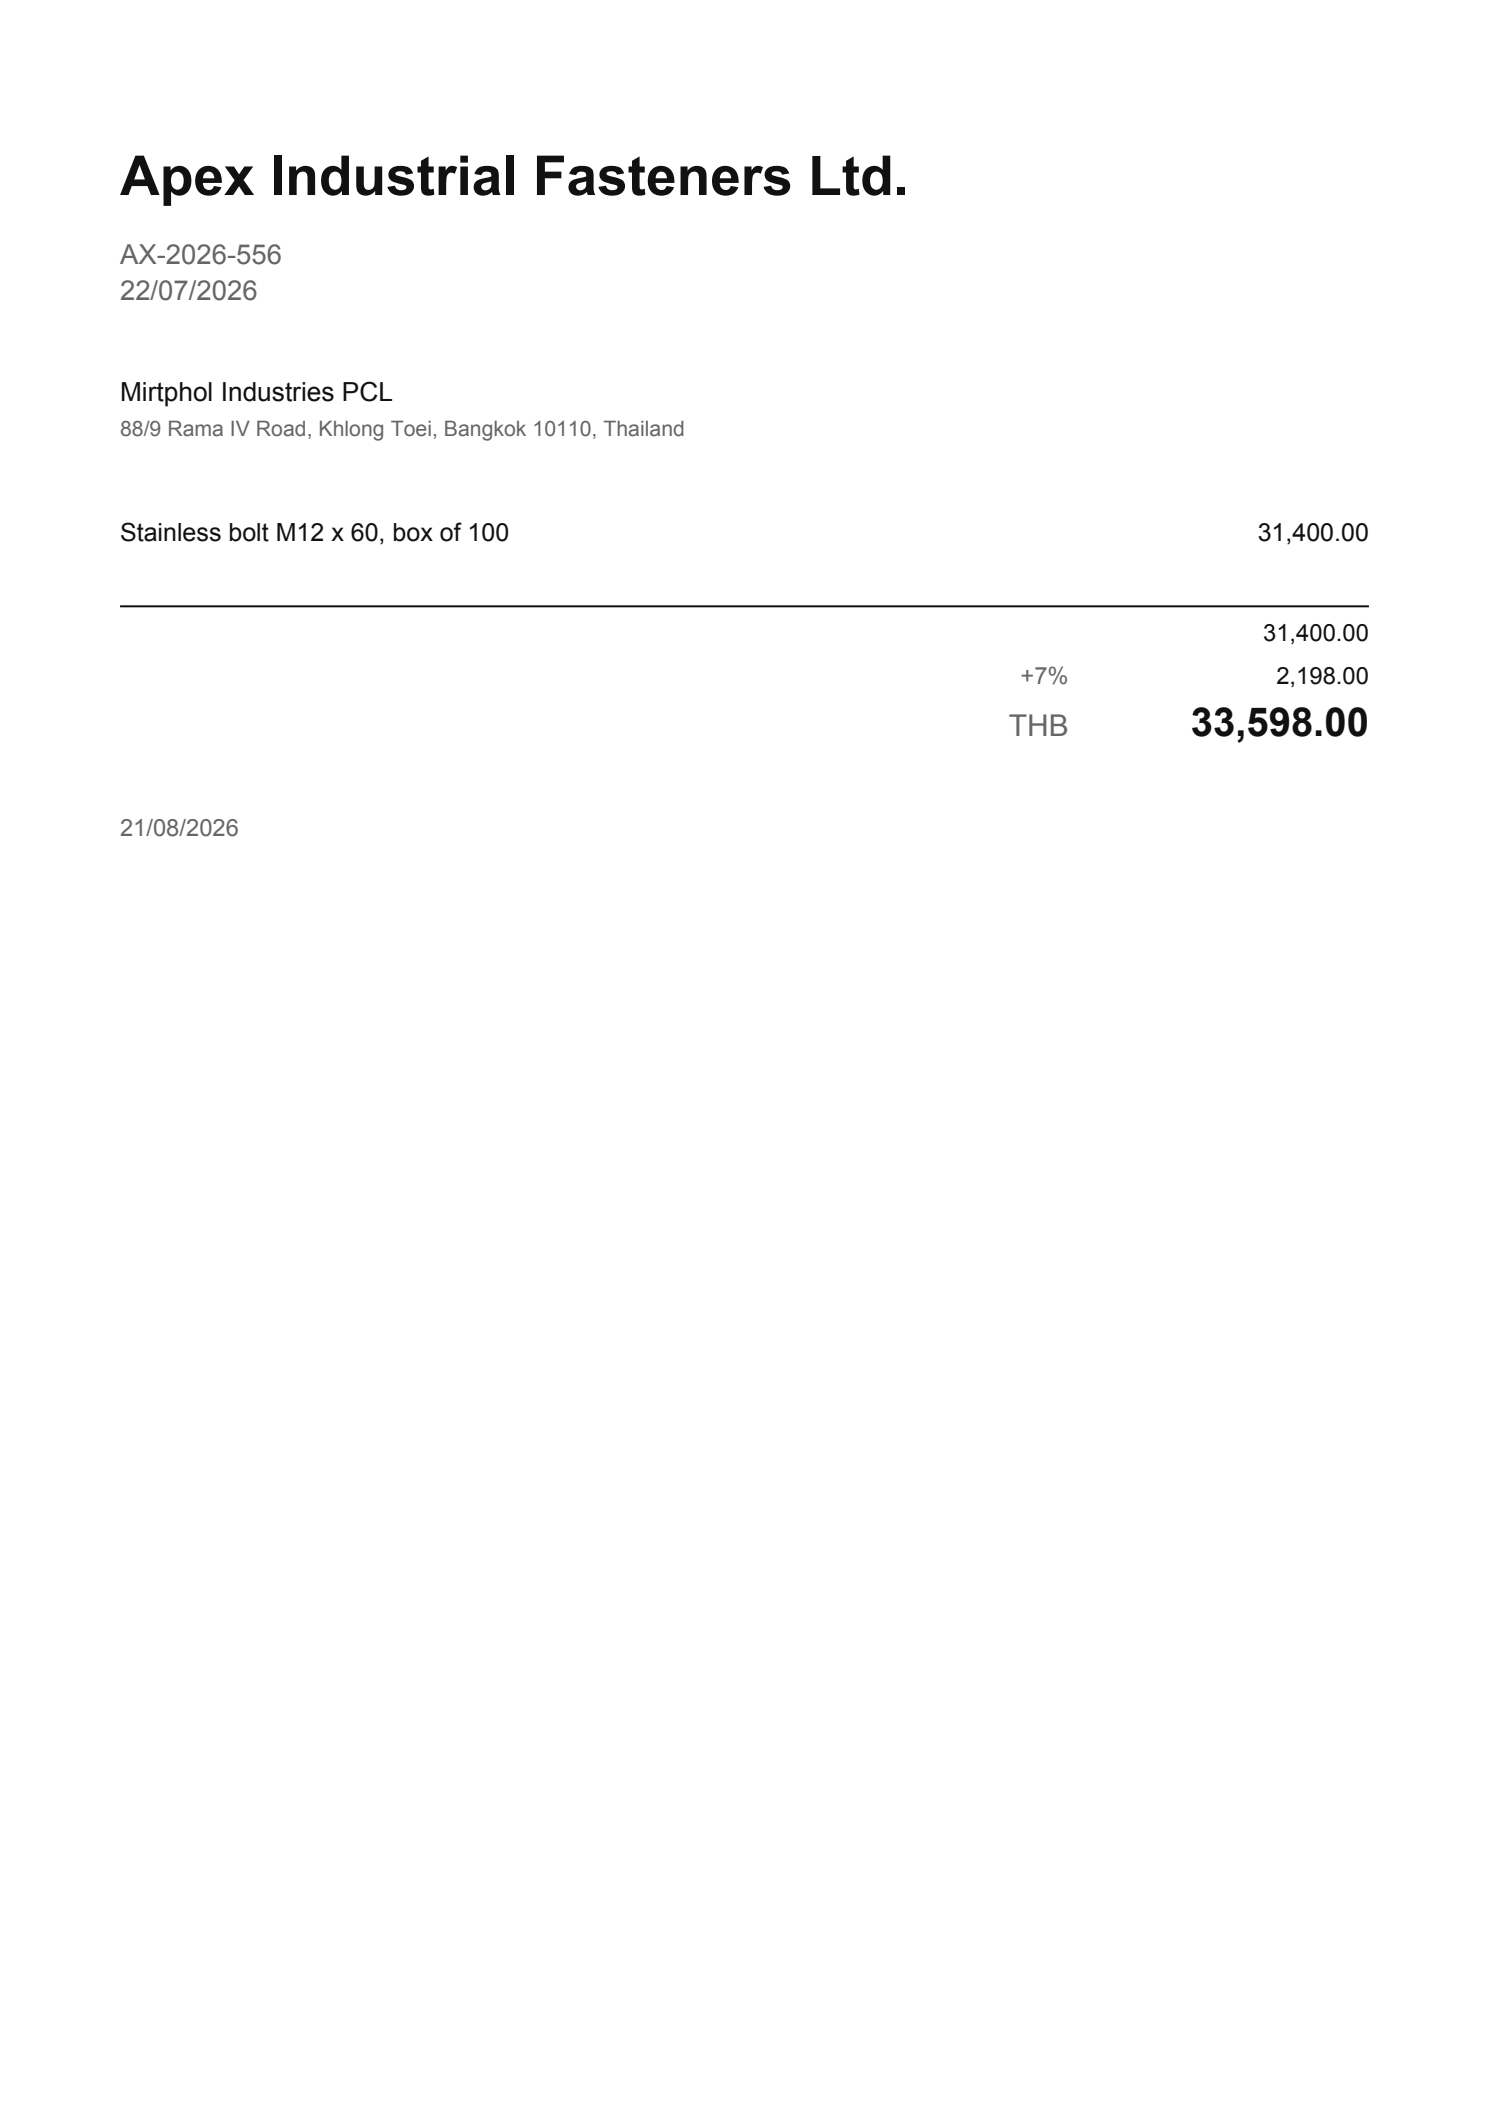 Apex Industrial Fasteners Ltd.
AX-2026-556
22/07/2026
Mirtphol Industries PCL
88/9 Rama IV Road, Khlong Toei, Bangkok 10110, Thailand
Stainless bolt M12 x 60, box of 100 31,400.00
31,400.00
+7% 2,198.00
THB 33,598.00
21/08/2026